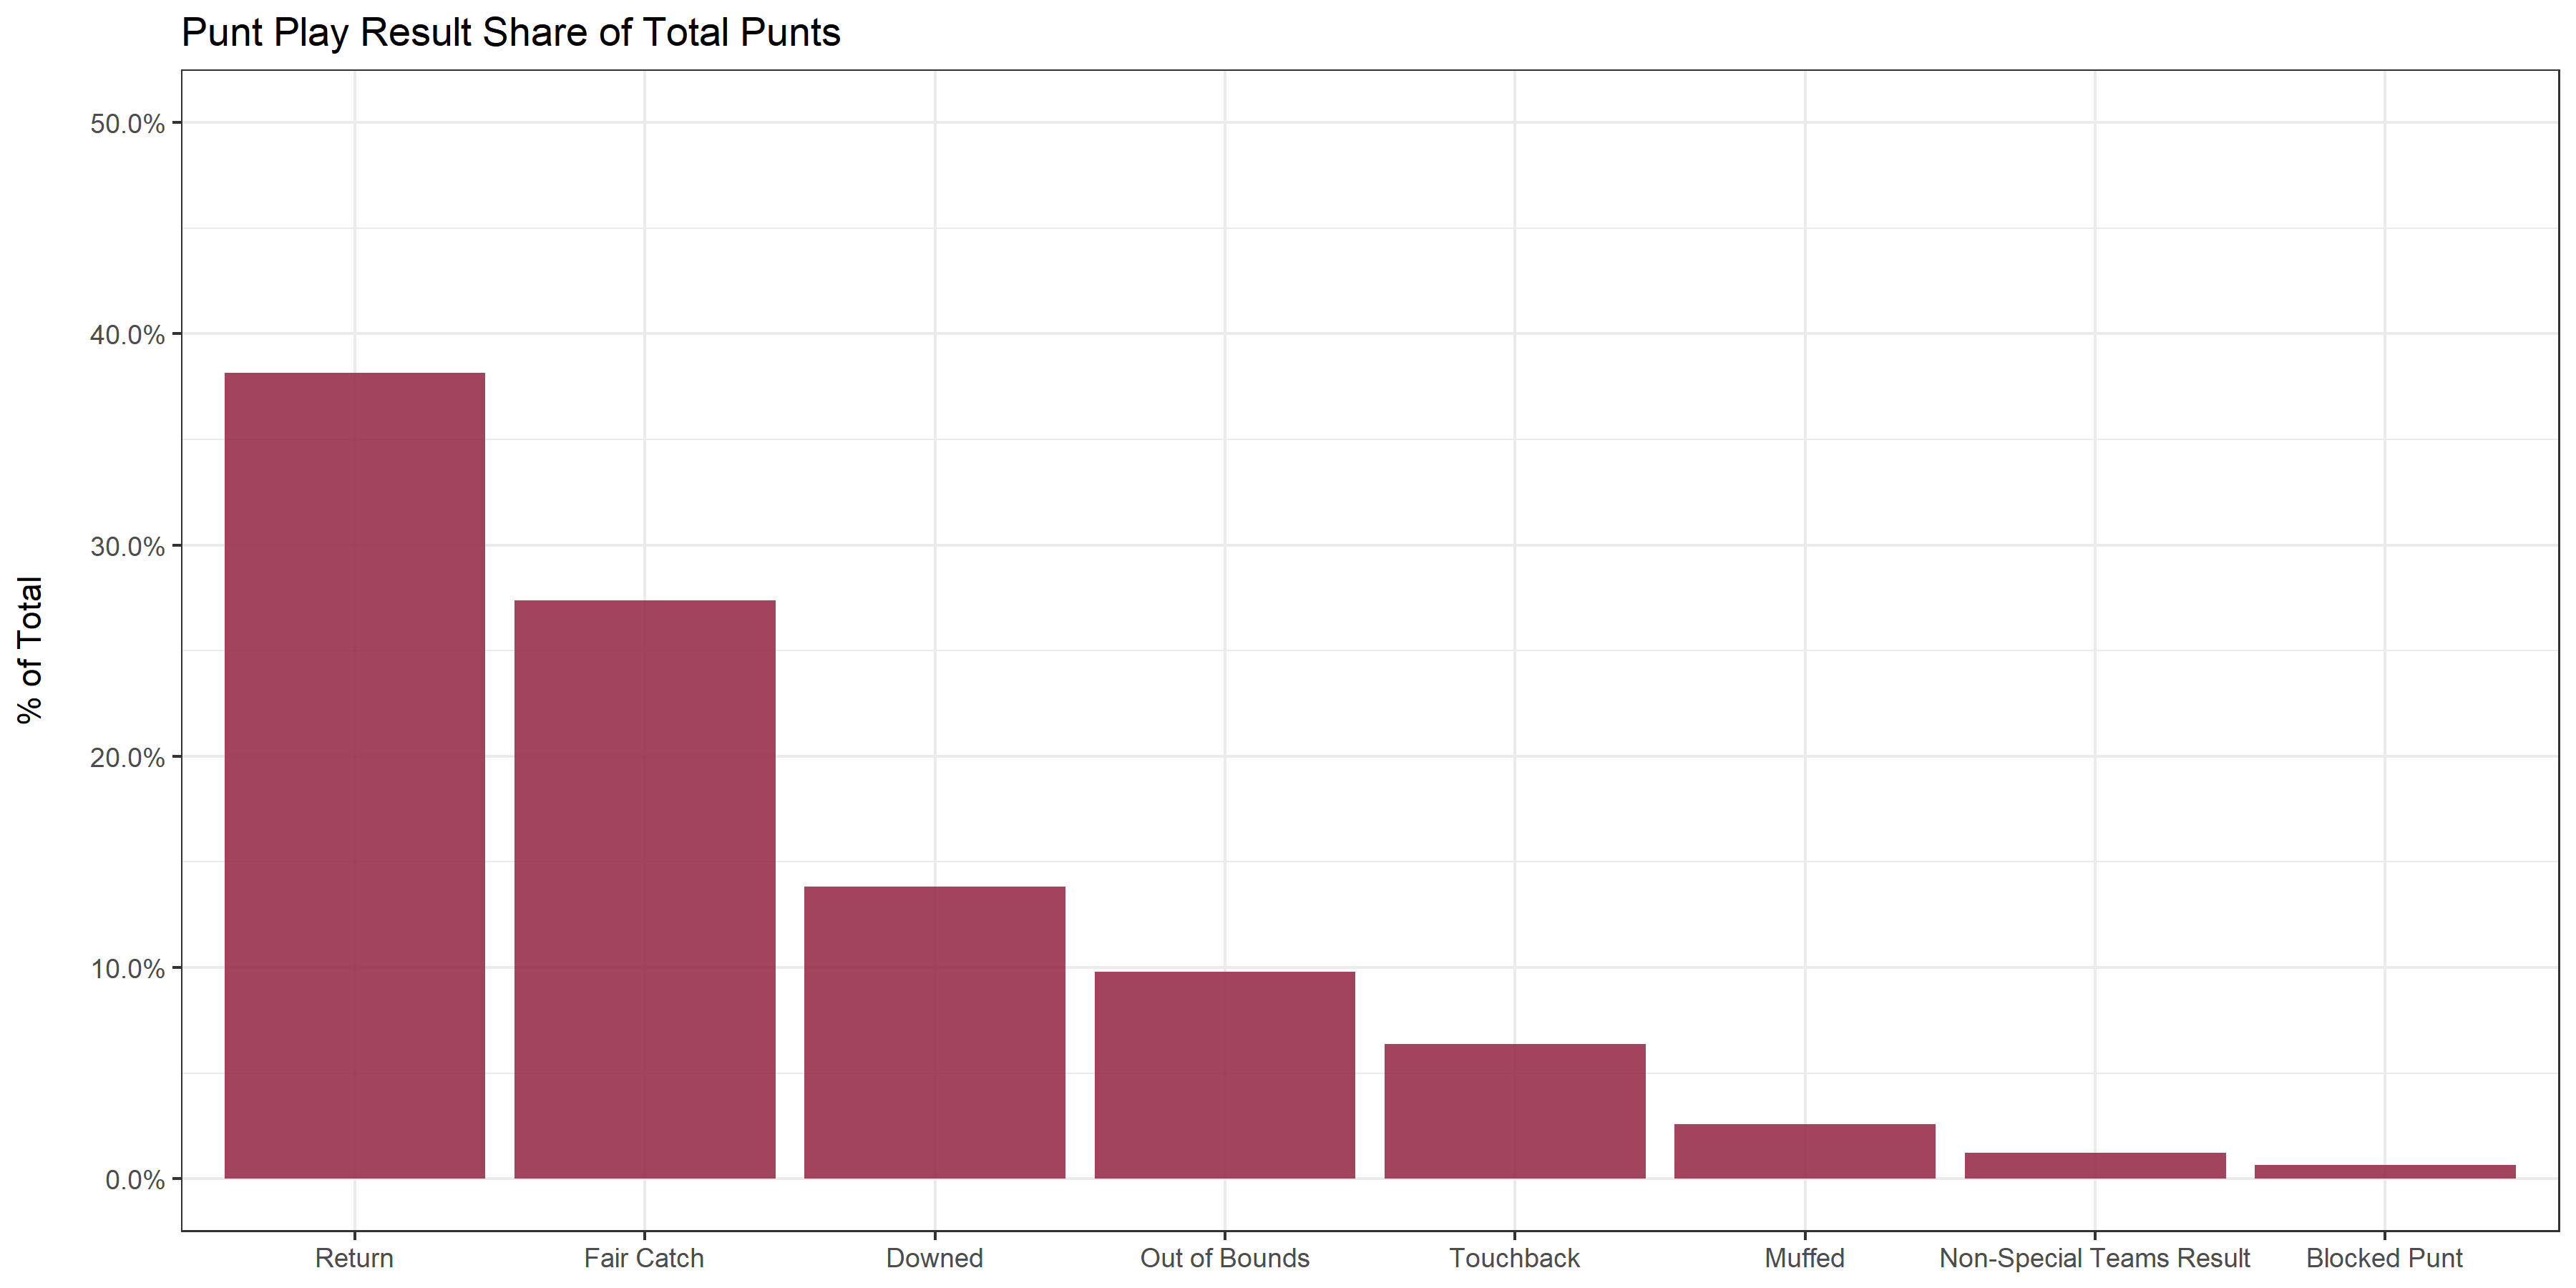 Punt Play Result Share of Total Punts
% of Total
50.0%
40.0%
30.0%
20.0%
10.0%
0.0%
Return
Fair Catch
Downed
Out of Bounds
Touchback
Muffed
Non-Special Teams Result
Blocked Punt